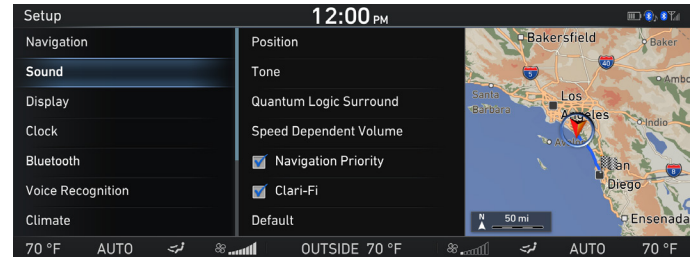 Setup
12:00 PM
Navigation
Sound
Display
Clock
Bluetooth
Voice Recognition
Climate
Position
Tone
Quantum Logic Surround
Speed Dependent Volume
Navigation Priority
Clari-Fi
Default
Bakersfield
Baker
40
5
Ambo
Santa
Barbara
Los
Angeles
Indio
San
Diego
8
Ensenada
N
50 mi
70 °F
AUTO
OUTSIDE 70 °F
AUTO
70 °F